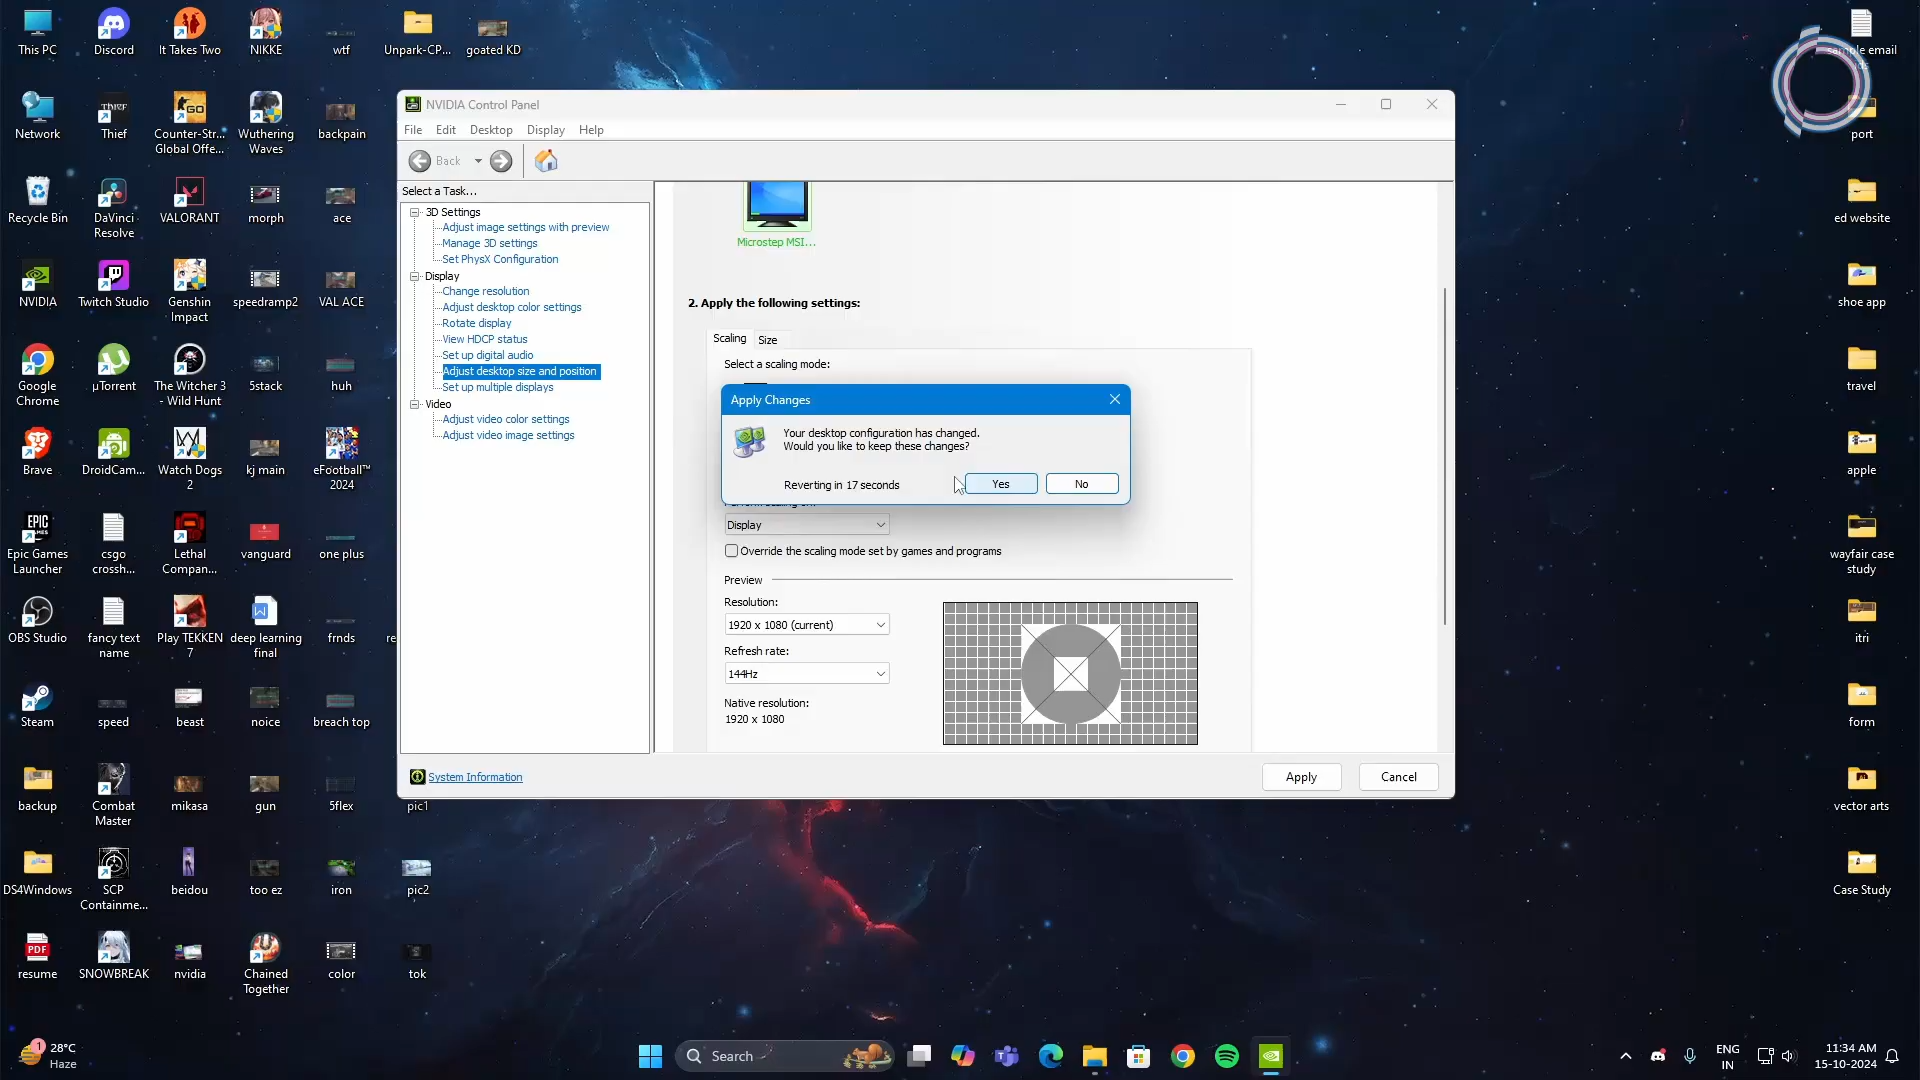 This PC
Discord
It Takes Two
NIKKE
wtf
Unpark-CP...
goated KD
sample email
Network
Thief
Counter-Str...
Global Offe...
Wuthering
Waves
backpain
port
Recycle Bin
DaVinci
Resolve
VALORANT
morph
ace
ed website
NVIDIA
Twitch Studio
Genshin
Impact
speedramp2
VAL ACE
shoe app
Google
Chrome
µTorrent
The Witcher 3
- Wild Hunt
5stack
huh
travel
Brave
DroidCam...
Watch Dogs
2
kj main
eFootball™
2024
apple
Epic Games
Launcher
csgo
crossh...
Lethal
Compan...
vanguard
one plus
wayfair case
study
OBS Studio
fancy text
name
Play TEKKEN
7
deep learning
final
frnds
re
itri
Steam
speed
beast
noice
breach top
form
backup
Combat
Master
mikasa
gun
5flex
pic1
vector arts
DS4Windows
SCP
Containme...
beidou
too ez
iron
pic2
Case Study
resume
SNOWBREAK
nvidia
Chained
Together
color
tok
NVIDIA Control Panel
File Edit Desktop Display Help
Back
Select a Task...
3D Settings
Adjust image settings with preview
Manage 3D settings
Set PhysX Configuration
Display
Change resolution
Adjust desktop color settings
Rotate display
View HDCP status
Set up digital audio
Adjust desktop size and position
Set up multiple displays
Video
Adjust video color settings
Adjust video image settings
Microstep MSI...
2. Apply the following settings:
Scaling Size
Select a scaling mode:
Apply Changes
Your desktop configuration has changed.
Would you like to keep these changes?
Reverting in 17 seconds
Yes No
Display
Override the scaling mode set by games and programs
Preview
Resolution:
1920 x 1080 (current)
Refresh rate:
144Hz
Native resolution:
1920 x 1080
System Information
Apply Cancel
1
28°C
Haze
Search
ENG
IN
11:34 AM
15-10-2024